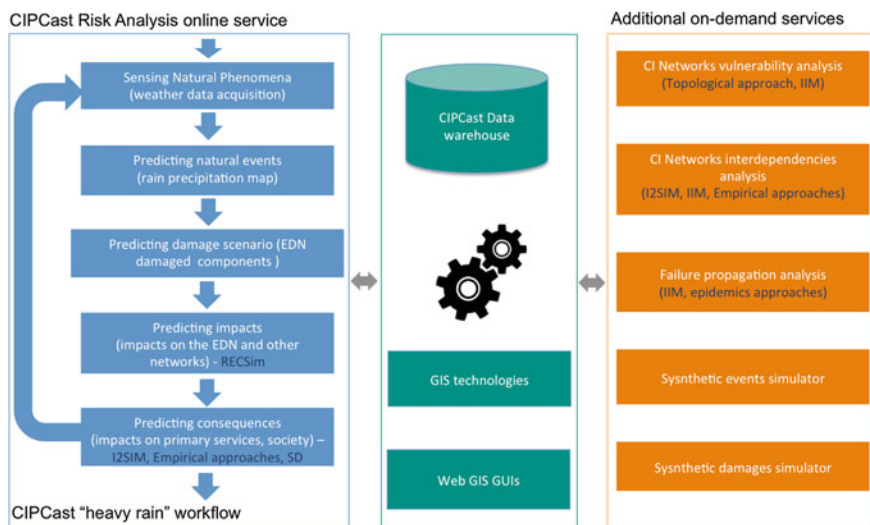 CIPCast Risk Analysis online service
Sensing Natural Phenomena
(weather data acquisition)
Predicting natural events
(rain precipitation map)
Predicting damage scenario (EDN
damaged components )
Predicting impacts
(impacts on the EDN and other
networks) - RECSim
Predicting consequences
(impacts on primary services, society) –
I2SIM, Empirical approaches, SD
CIPCast “heavy rain” workflow
CIPCast Data
warehouse
GIS technologies
Web GIS GUIs
Additional on-demand services
CI Networks vulnerability analysis
(Topological approach, IIM)
CI Networks interdependencies
analysis
(I2SIM, IIM, Empirical approaches)
Failure propagation analysis
(IIM, epidemics approaches)
Sysnthetic events simulator
Sysnthetic damages simulator